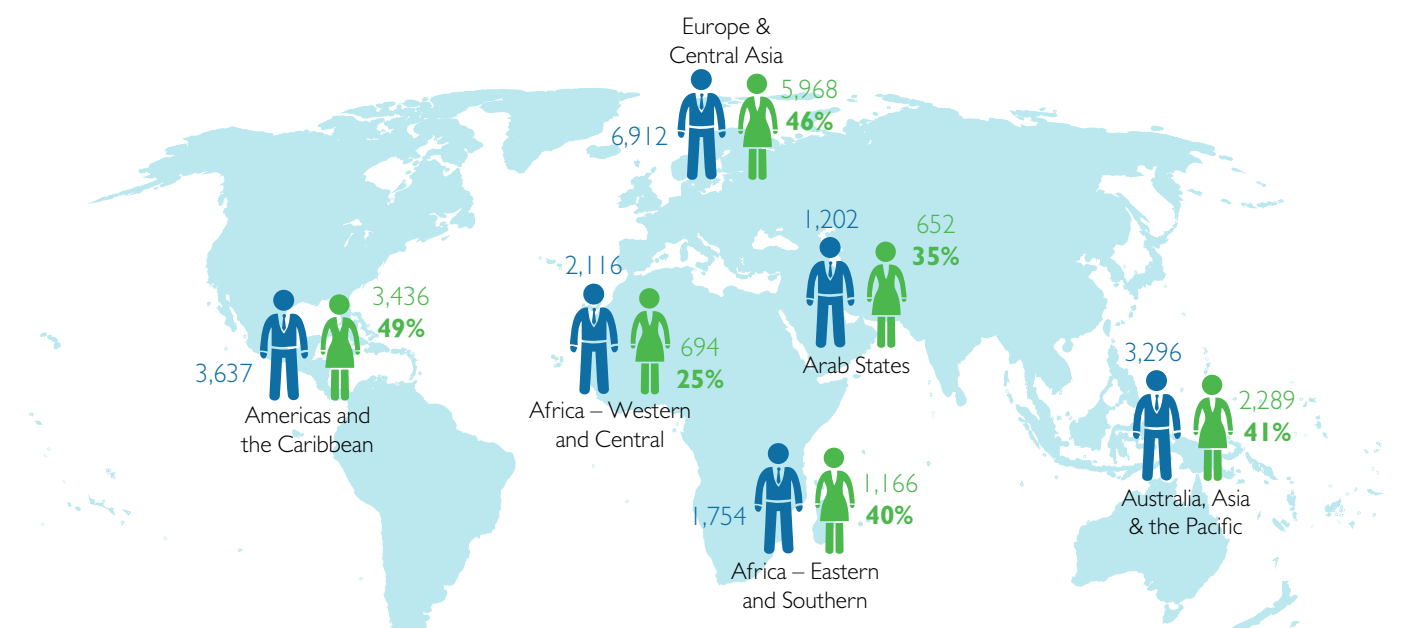 Europe &
Central Asia
6,912
5,968
46%
1,202
652
35%
Arab States
2,116
694
25%
Africa – Western
and Central
3,436
49%
3,637
Americas and
the Caribbean
3,296
2,289
41%
Australia, Asia
& the Pacific
1,754
1,166
40%
Africa – Eastern
and Southern